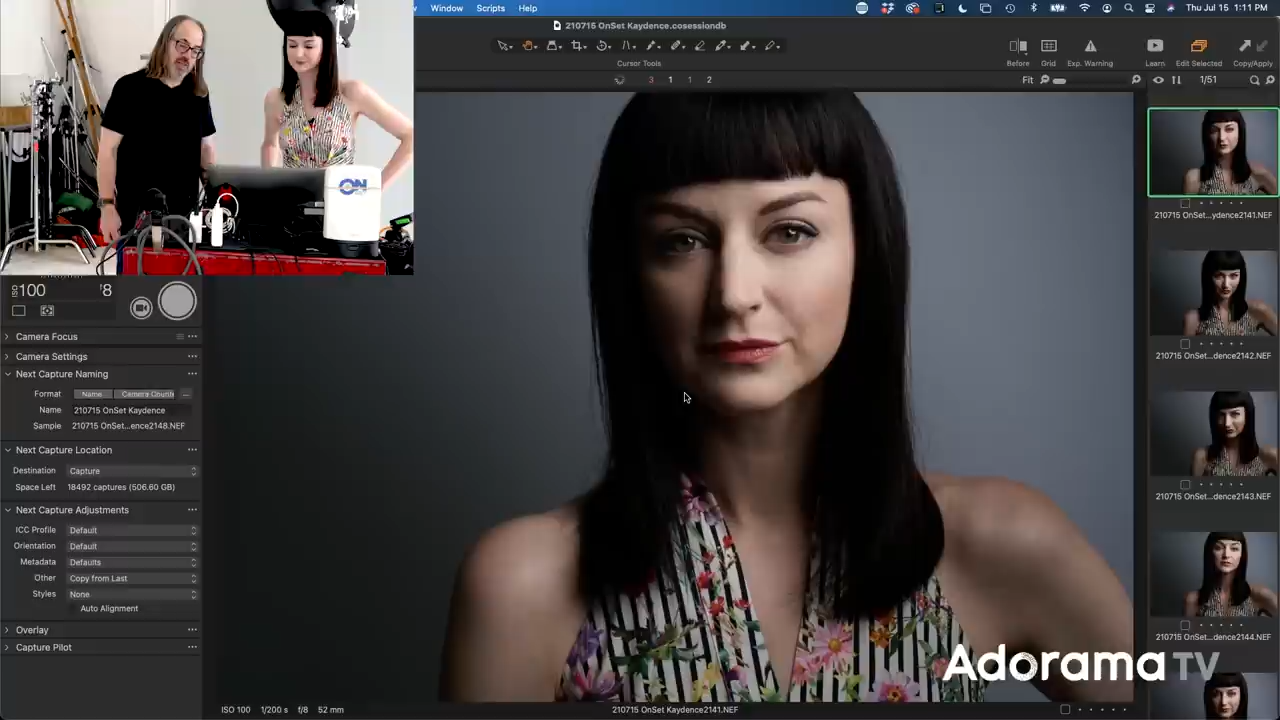 Window Scripts Help
Thu Jul 15 1:11 PM
210715 OnSet Kaydence.cosessiondb
Cursor Tools
Before Grid Exp. Warning
Learn Edit Selected Copy/Apply
3 1 1 2
Fit
1/51
ON
100 f8
Camera Focus
Camera Settings
Next Capture Naming
Format Name Camera Count
Name 210715 OnSet Kaydence
Sample 210715 OnSet...ence2148.NEF
Next Capture Location
Destination Capture
Space Left 18492 captures (506.60 GB)
Next Capture Adjustments
ICC Profile Default
Orientation Default
Metadata Defaults
Other Copy from Last
Styles None
Auto Alignment
Overlay
Capture Pilot
210715 OnSet...ydence2141.NEF
210715 OnSet...dence2142.NEF
210715 OnSet...dence2143.NEF
210715 OnSet...dence2144.NEF
Adorama TV
ISO 100 1/200 s f/8 52 mm
210715 OnSet Kaydence2141.NEF